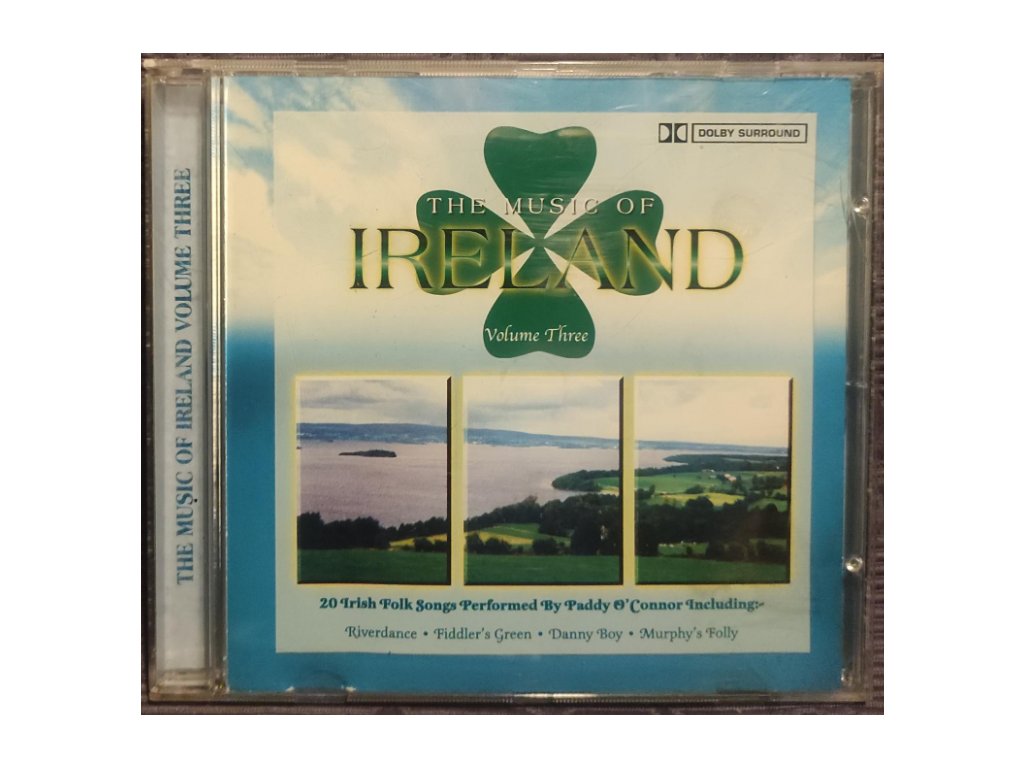 THE MUSIC OF IRELAND VOLUME THREE
DOLBY SURROUND
THE MUSIC OF
IRELAND
Volume Three
20 Irish Folk Songs Performed By Paddy O'Connor Including:-
Riverdance • Fiddler's Green • Danny Boy • Murphy's Folly